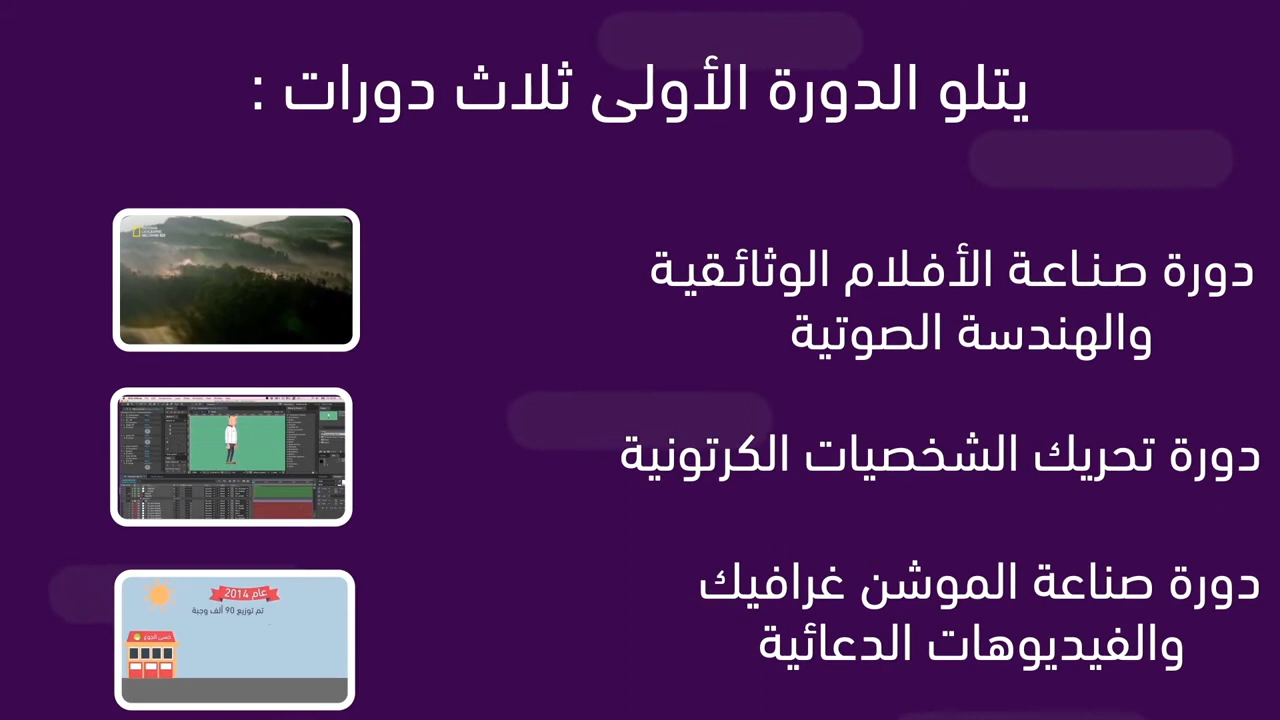 يتلو الدورة الأولى ثلاث دورات :
دورة صناعة الأفلام الوثائقية
والهندسة الصوتية
دورة تحريك الشخصيات الكرتونية
دورة صناعة الموشن غرافيك
والفيديوهات الدعائية
عام 2014
تم توزيع 90 ألف وجبة